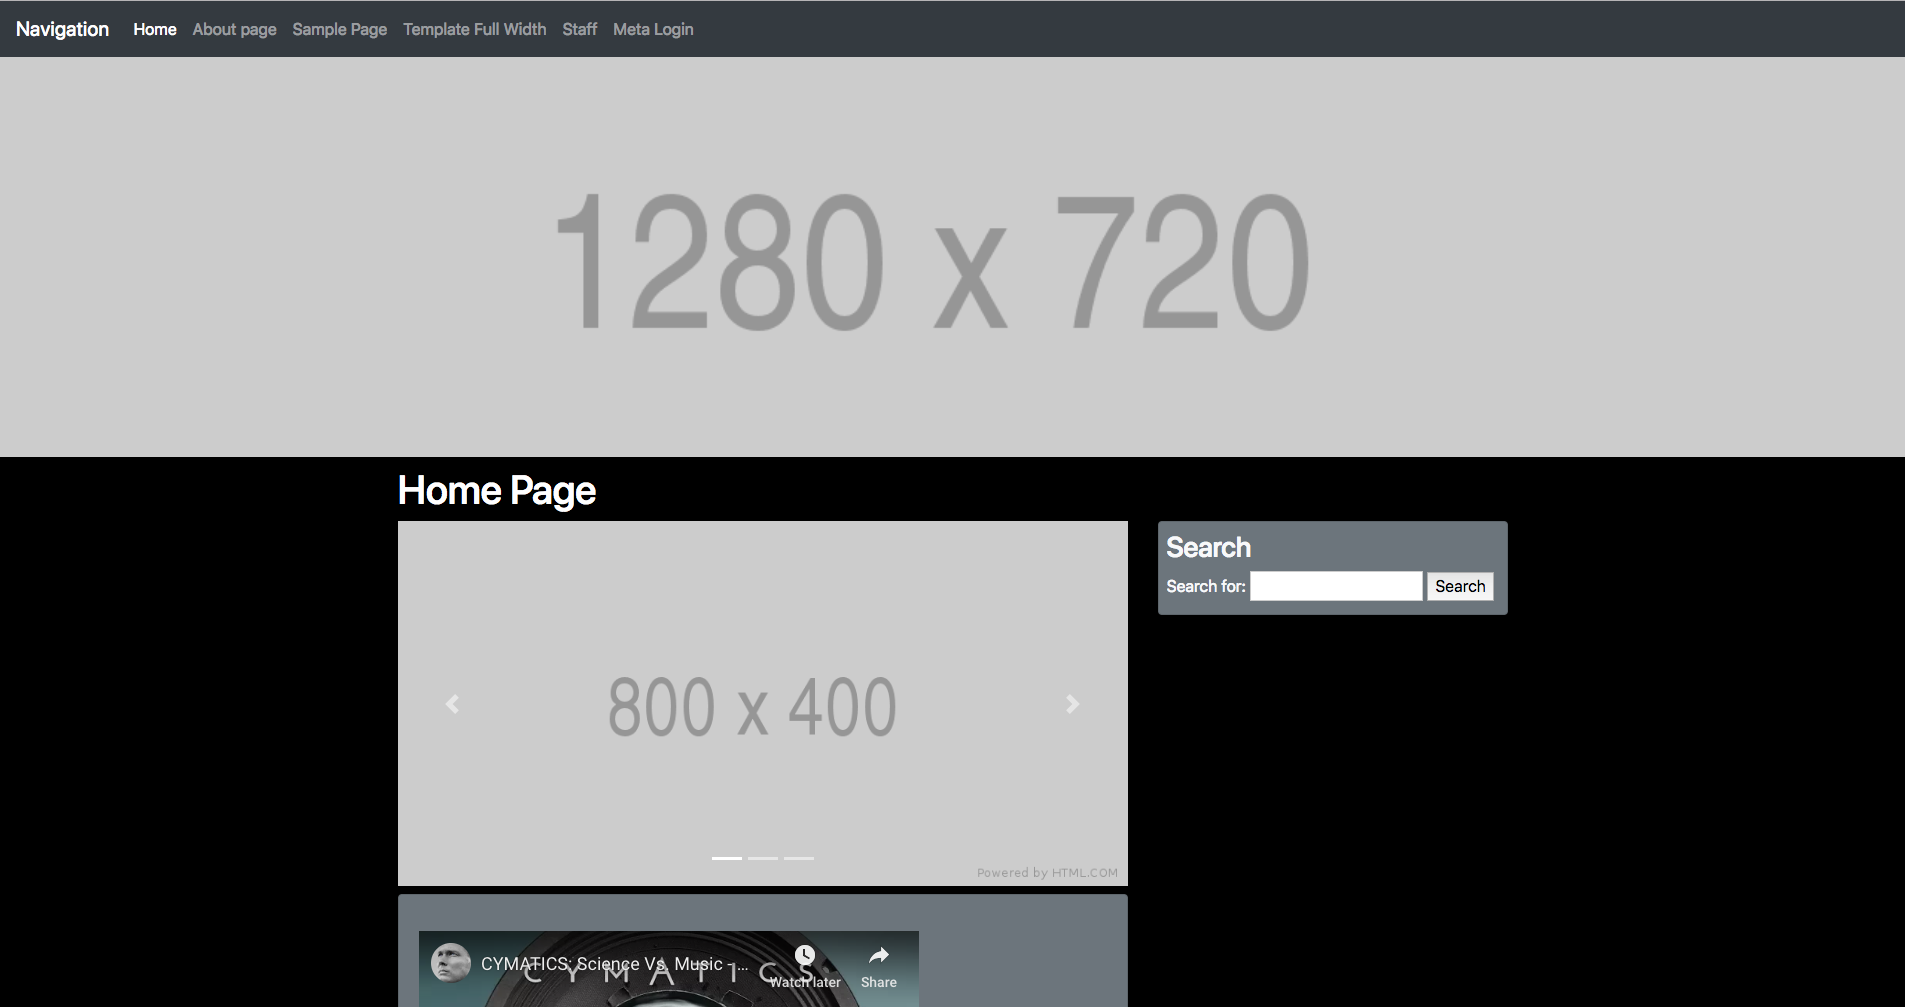 Navigation Home About page Sample Page Template Full Width Staff Meta Login
1280 x 720
Home Page
800 x 400
Powered by HTML.COM
Search
Search for: Search
CYMATICS: Science Vs. Music - ...
CYMATICS
Watch later Share